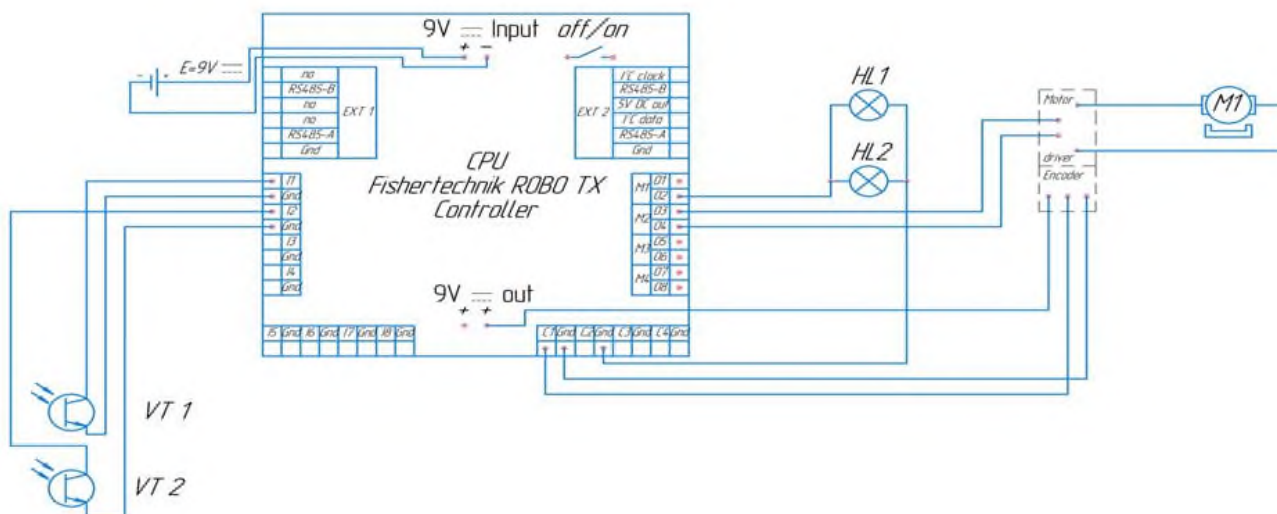 9V Input off/on
+ -
- +
E=9V
no
RS485-B
no
no
RS485-A
Gnd
EXT 1
EXT 2
I²C clock
RS485-B
5V DC out
I²C data
RS485-A
Gnd
CPU
Fishertechnik ROBO TX
Controller
I1
Gnd
I2
Gnd
I3
Gnd
I4
Gnd
M1
M2
M3
M4
O1
O2
O3
O4
O5
O6
O7
O8
9V out
+ +
I5 Gnd I6 Gnd I7 Gnd I8 Gnd
C1 Gnd C2 Gnd C3 Gnd C4 Gnd
HL1
HL2
Motor
driver
Encoder
M1
VT 1
VT 2